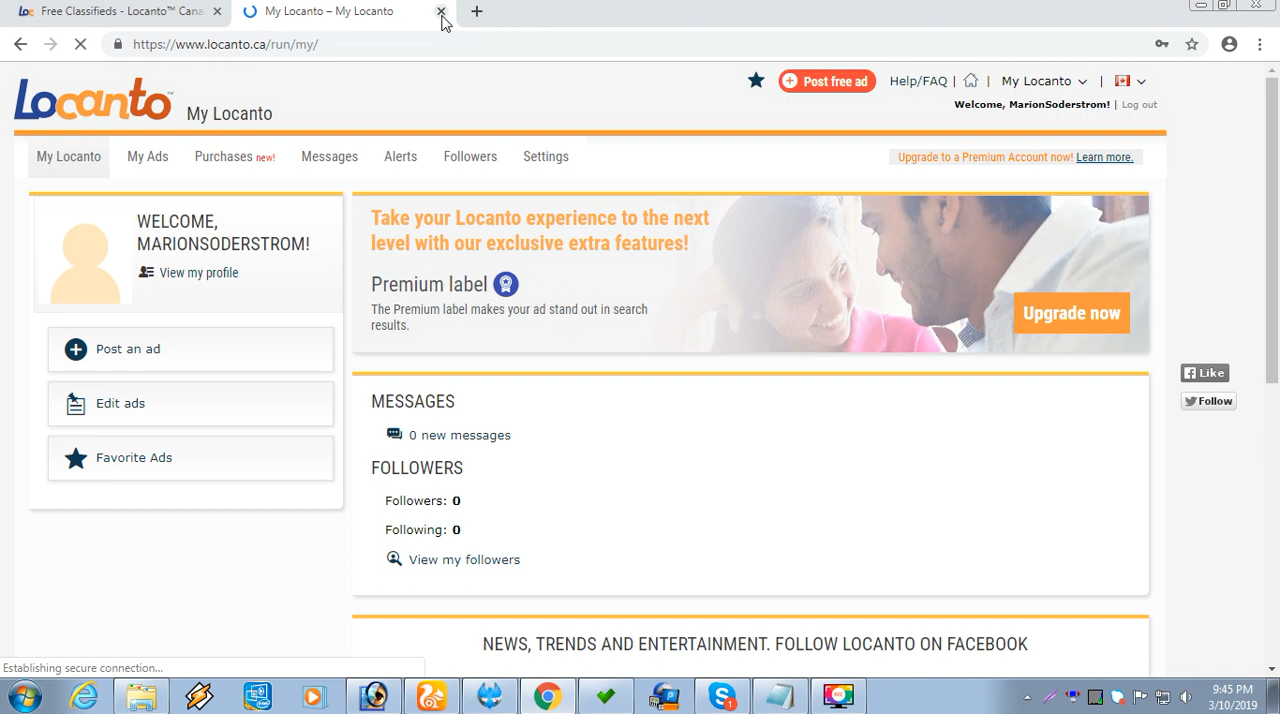 Free Classifieds - Locanto™ Cana
My Locanto – My Locanto
https://www.locanto.ca/run/my/
Locanto™ My Locanto
Post free ad
Help/FAQ | | My Locanto |
Welcome, MarionSoderstrom! | Log out
My Locanto My Ads Purchases new! Messages Alerts Followers Settings
Upgrade to a Premium Account now! Learn more.
WELCOME,
MARIONSODERSTROM!
View my profile
Post an ad
Edit ads
Favorite Ads
Take your Locanto experience to the next
level with our exclusive extra features!
Premium label
The Premium label makes your ad stand out in search
results.
Upgrade now
MESSAGES
0 new messages
FOLLOWERS
Followers: 0
Following: 0
View my followers
Like
Follow
NEWS, TRENDS AND ENTERTAINMENT. FOLLOW LOCANTO ON FACEBOOK
Establishing secure connection...
9:45 PM
3/10/2019